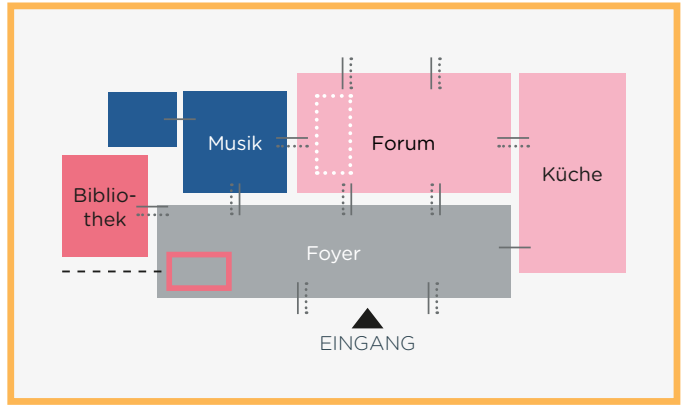 Musik
Forum
Küche
Biblio-
thek
Foyer
EINGANG